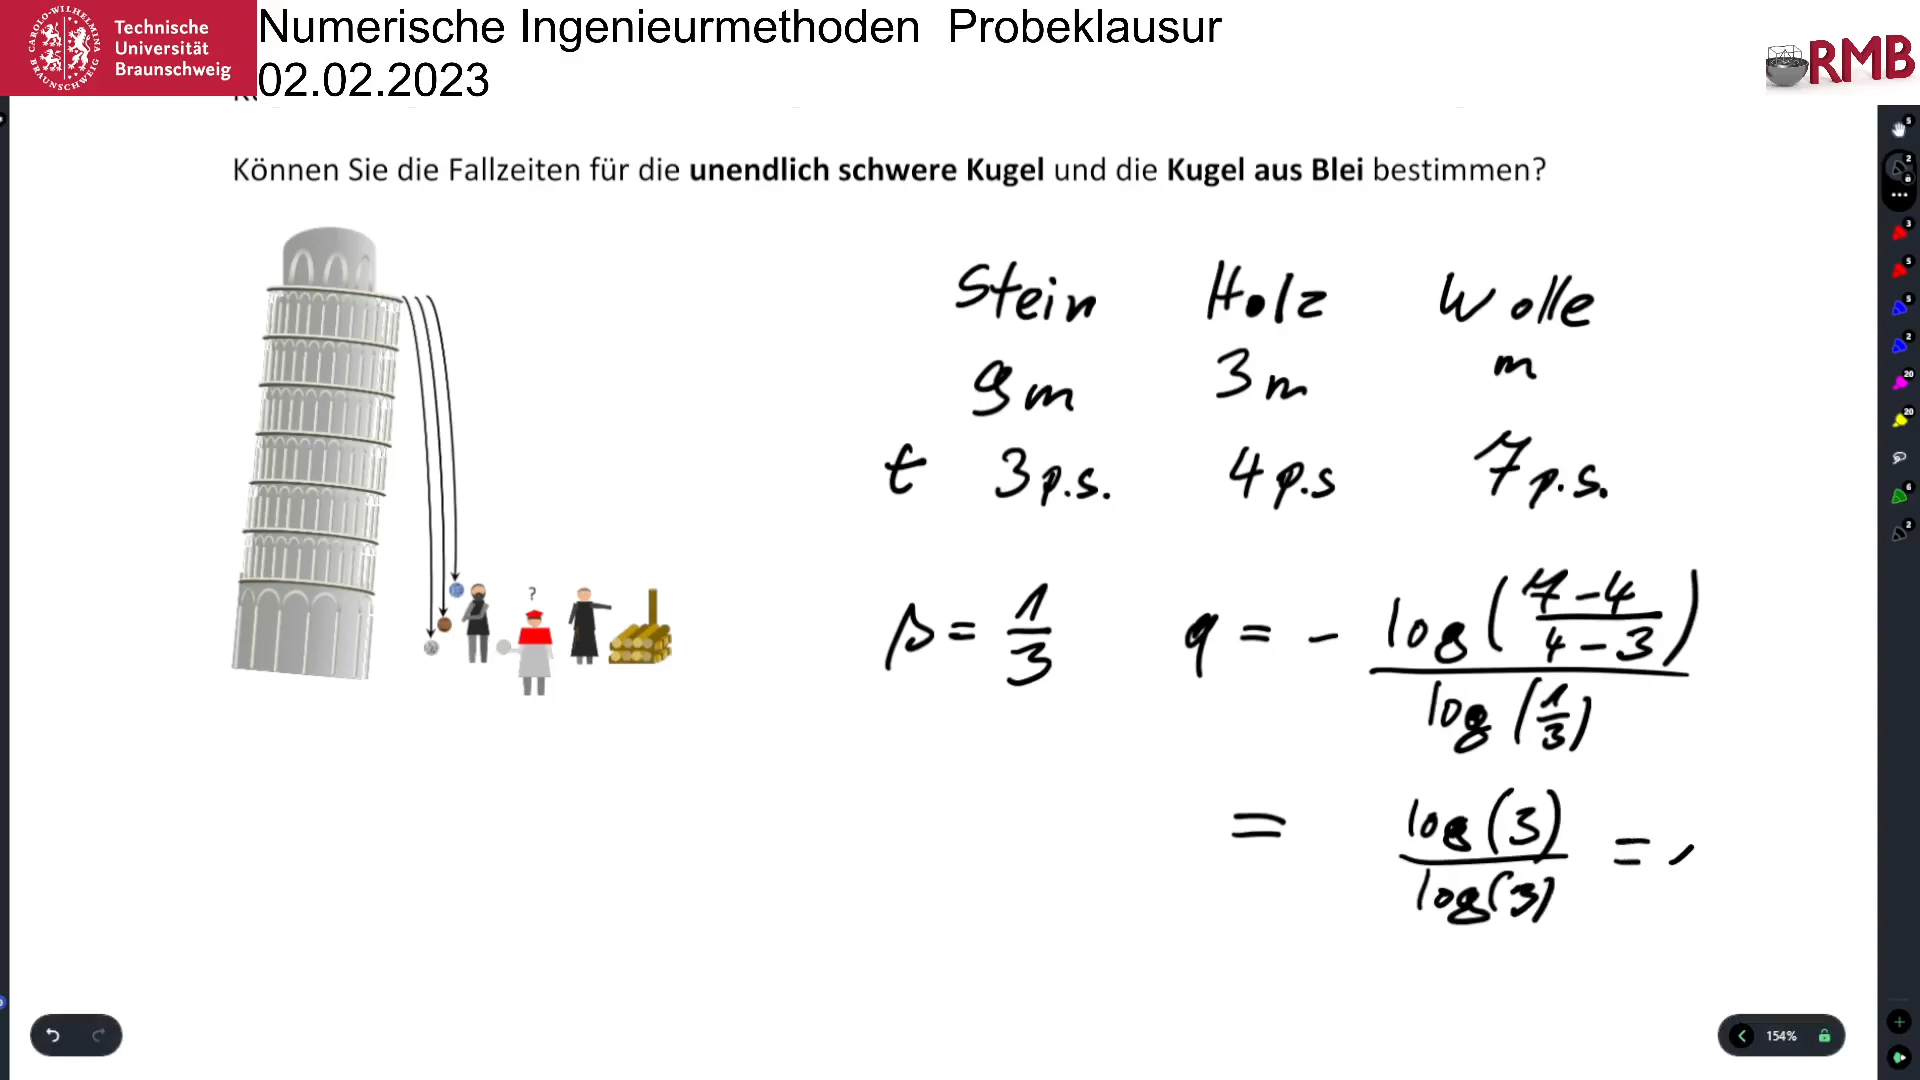 Technische
Universität
Braunschweig
Numerische Ingenieurmethoden Probeklausur
02.02.2023
RMB
Können Sie die Fallzeiten für die unendlich schwere Kugel und die Kugel aus Blei bestimmen?
Stein Holz Wolle
9m 3m m
t 3p.s. 4p.s 7p.s.
?
s = 1/3 q = - log(7-4/4-3)/log(1/3)
= log(3)/log(3) =
154%